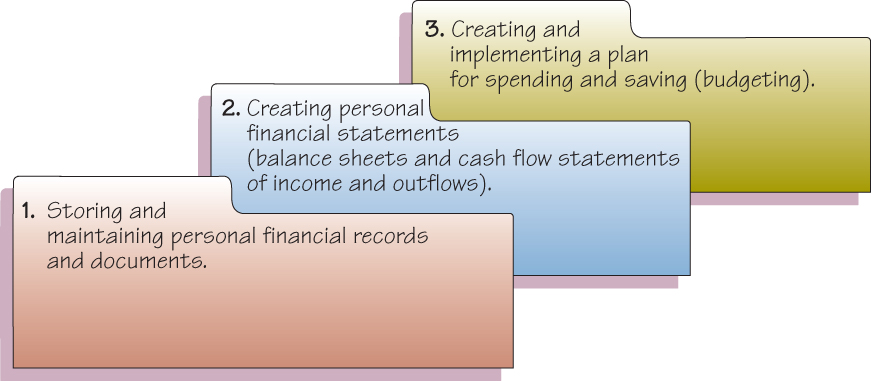 1. Storing and
maintaining personal financial records
and documents.
2. Creating personal
financial statements
(balance sheets and cash flow statements
of income and outflows).
3. Creating and
implementing a plan
for spending and saving (budgeting).